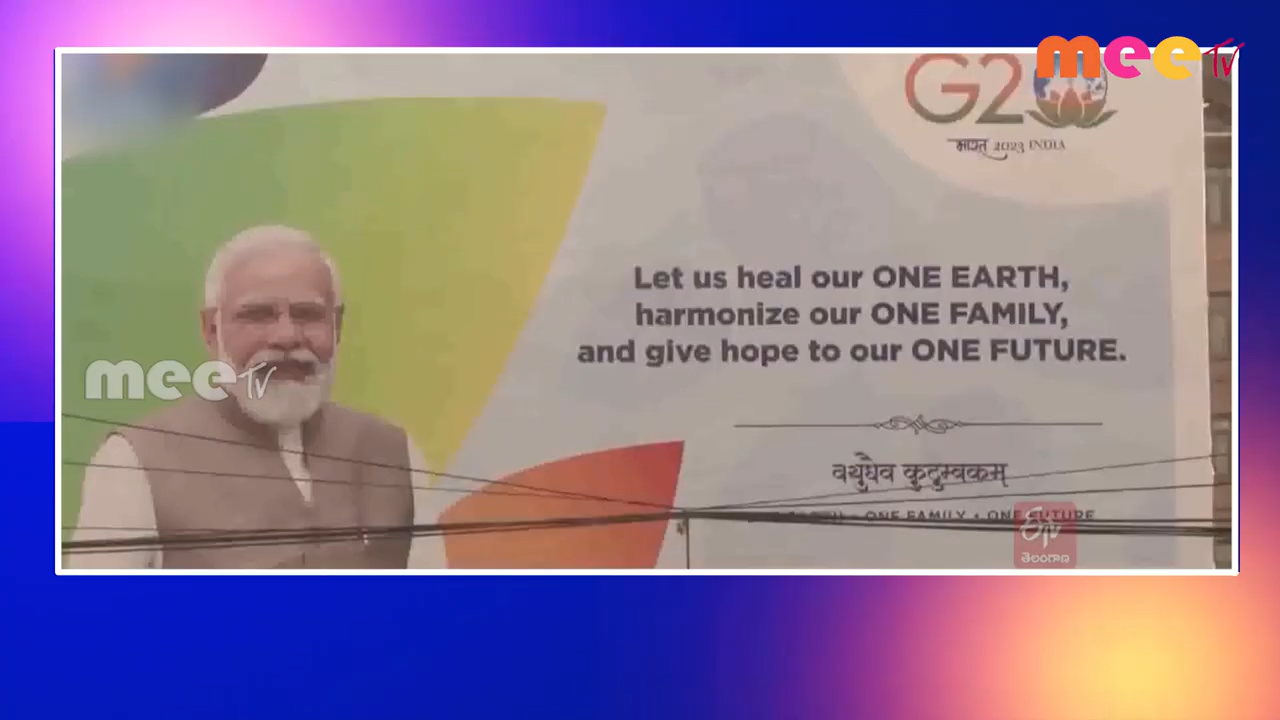 mee TV
G20
भारत 2023 INDIA
Let us heal our ONE EARTH,
harmonize our ONE FAMILY,
and give hope to our ONE FUTURE.
mee TV
वसुधैव कुटुम्बकम्
ONE FAMILY • ONE FUTURE
ETV
తెలంగాణ